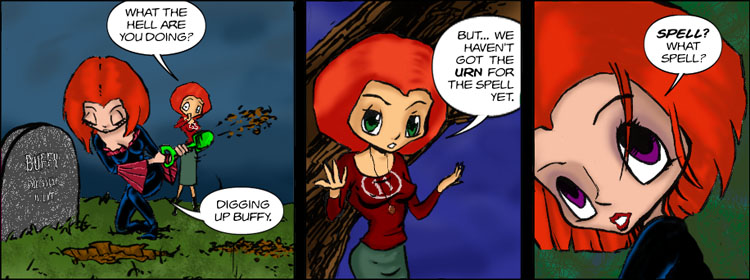 WHAT THE
HELL ARE
YOU DOING?
BUFFY
DIGGING
UP BUFFY.
BUT... WE
HAVEN'T
GOT THE
URN FOR
THE SPELL
YET.
SPELL?
WHAT
SPELL?